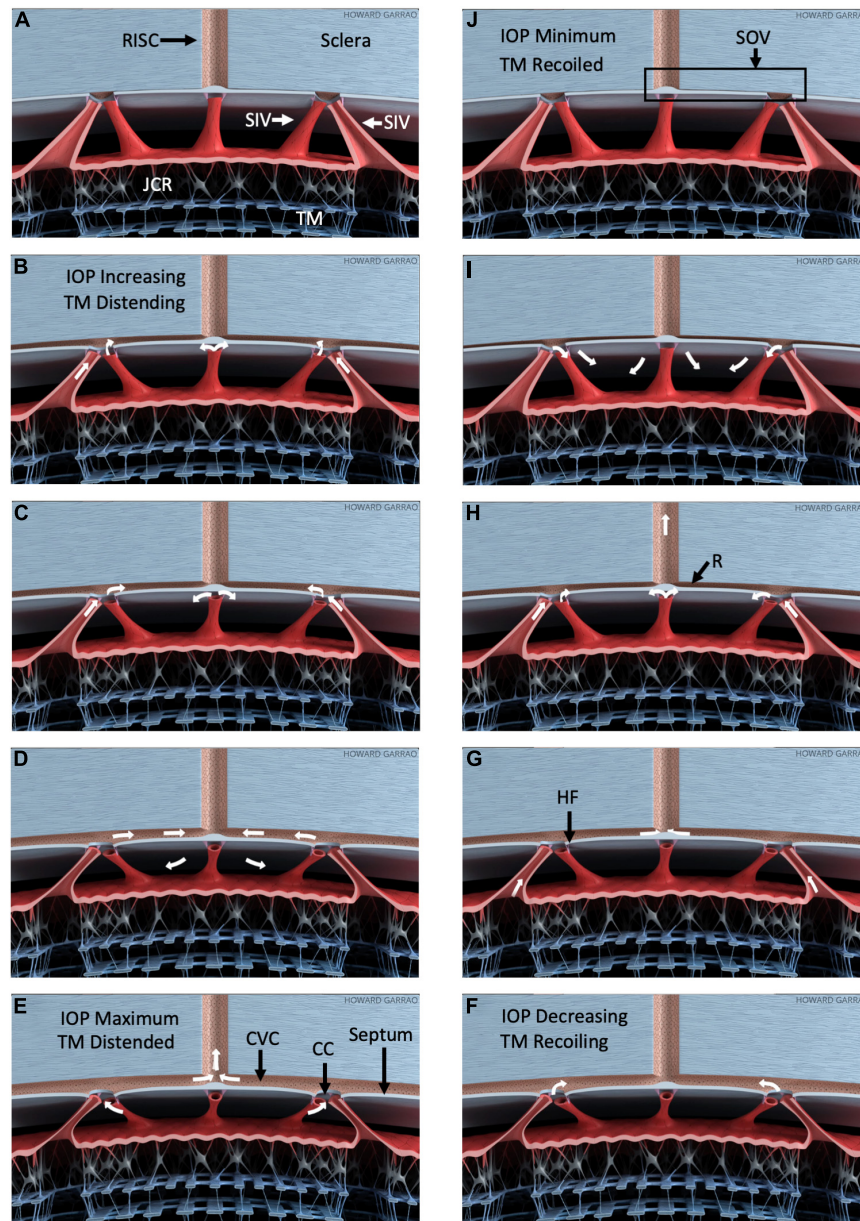 A
HOWARD GARRAO
RISC
Sclera
SIV
SIV
JCR
TM
B
HOWARD GARRAO
IOP Increasing
TM Distending
C
HOWARD GARRAO
D
HOWARD GARRAO
E
HOWARD GARRAO
IOP Maximum
TM Distended
CVC
CC
Septum
J
IOP Minimum
TM Recoiled
SOV
I
HOWARD GARRAO
H
HOWARD GARRAO
R
G
HOWARD GARRAO
HF
F
HOWARD GARRAO
IOP Decreasing
TM Recoiling